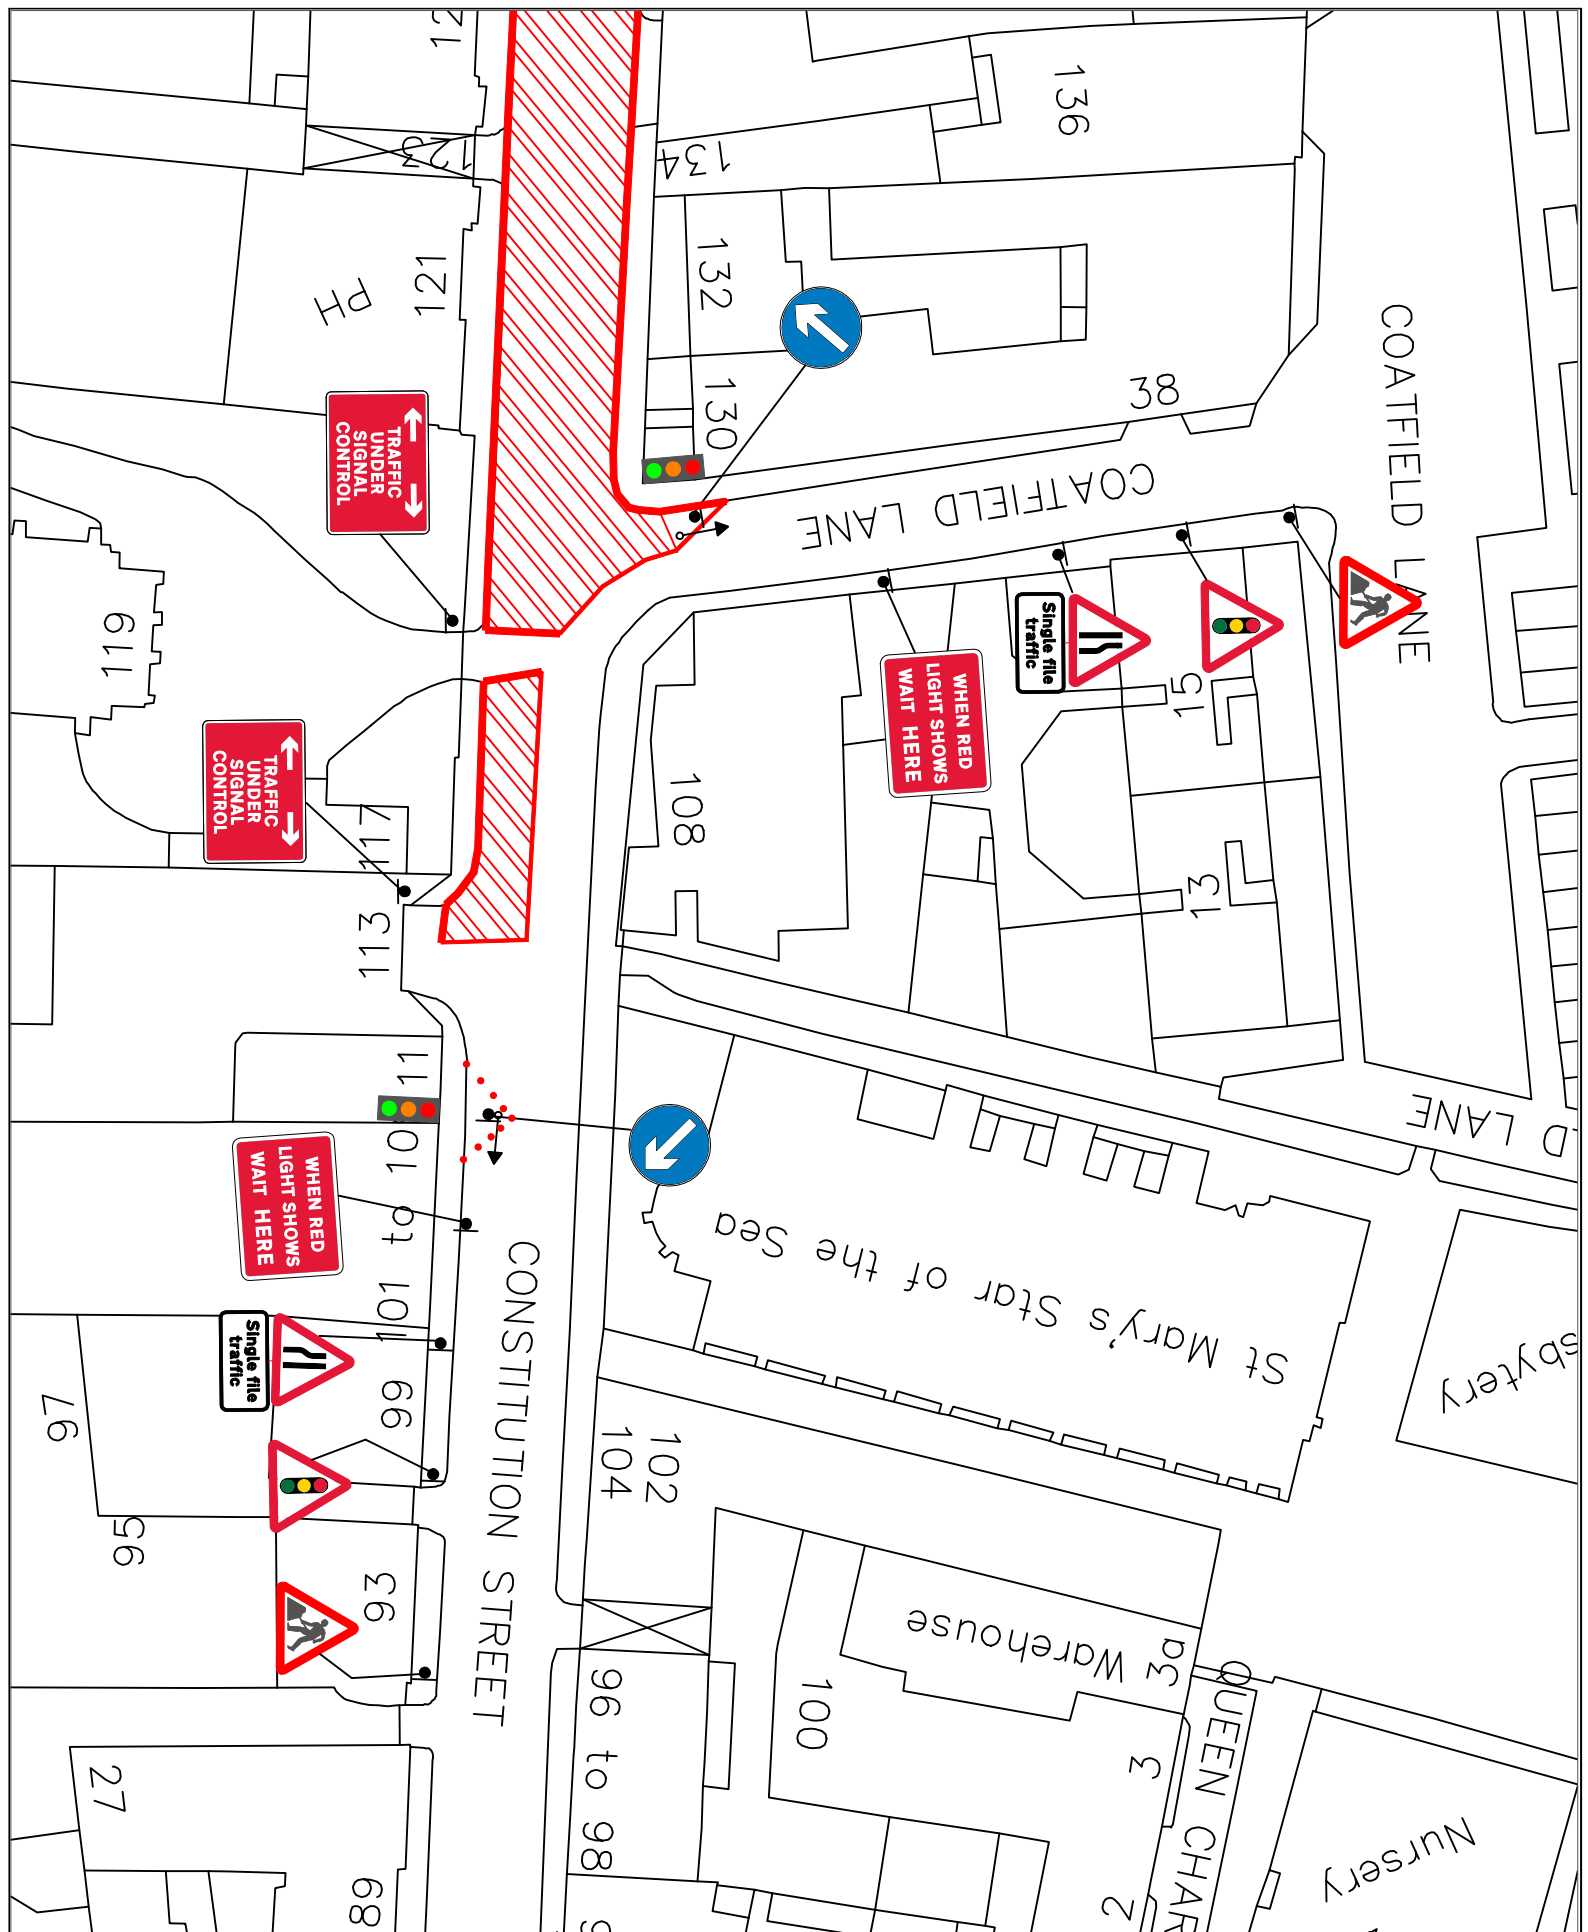 136
123
134
132
121
PH
COATFIELD LANE
38
130
TRAFFIC
UNDER
SIGNAL
CONTROL
COATFIELD LANE
119
Single file
traffic
WHEN RED
LIGHT SHOWS
WAIT HERE
15
TRAFFIC
UNDER
SIGNAL
CONTROL
117
108
13
113
111
101 to 10
LANE
WHEN RED
LIGHT SHOWS
WAIT HERE
St Mary's Star of the Sea
CONSTITUTION STREET
Single file
traffic
99
97
102
104
95
93
Warehouse
3a
QUEEN CHAR
100
96 to 98
3
27
Nursery
89
2